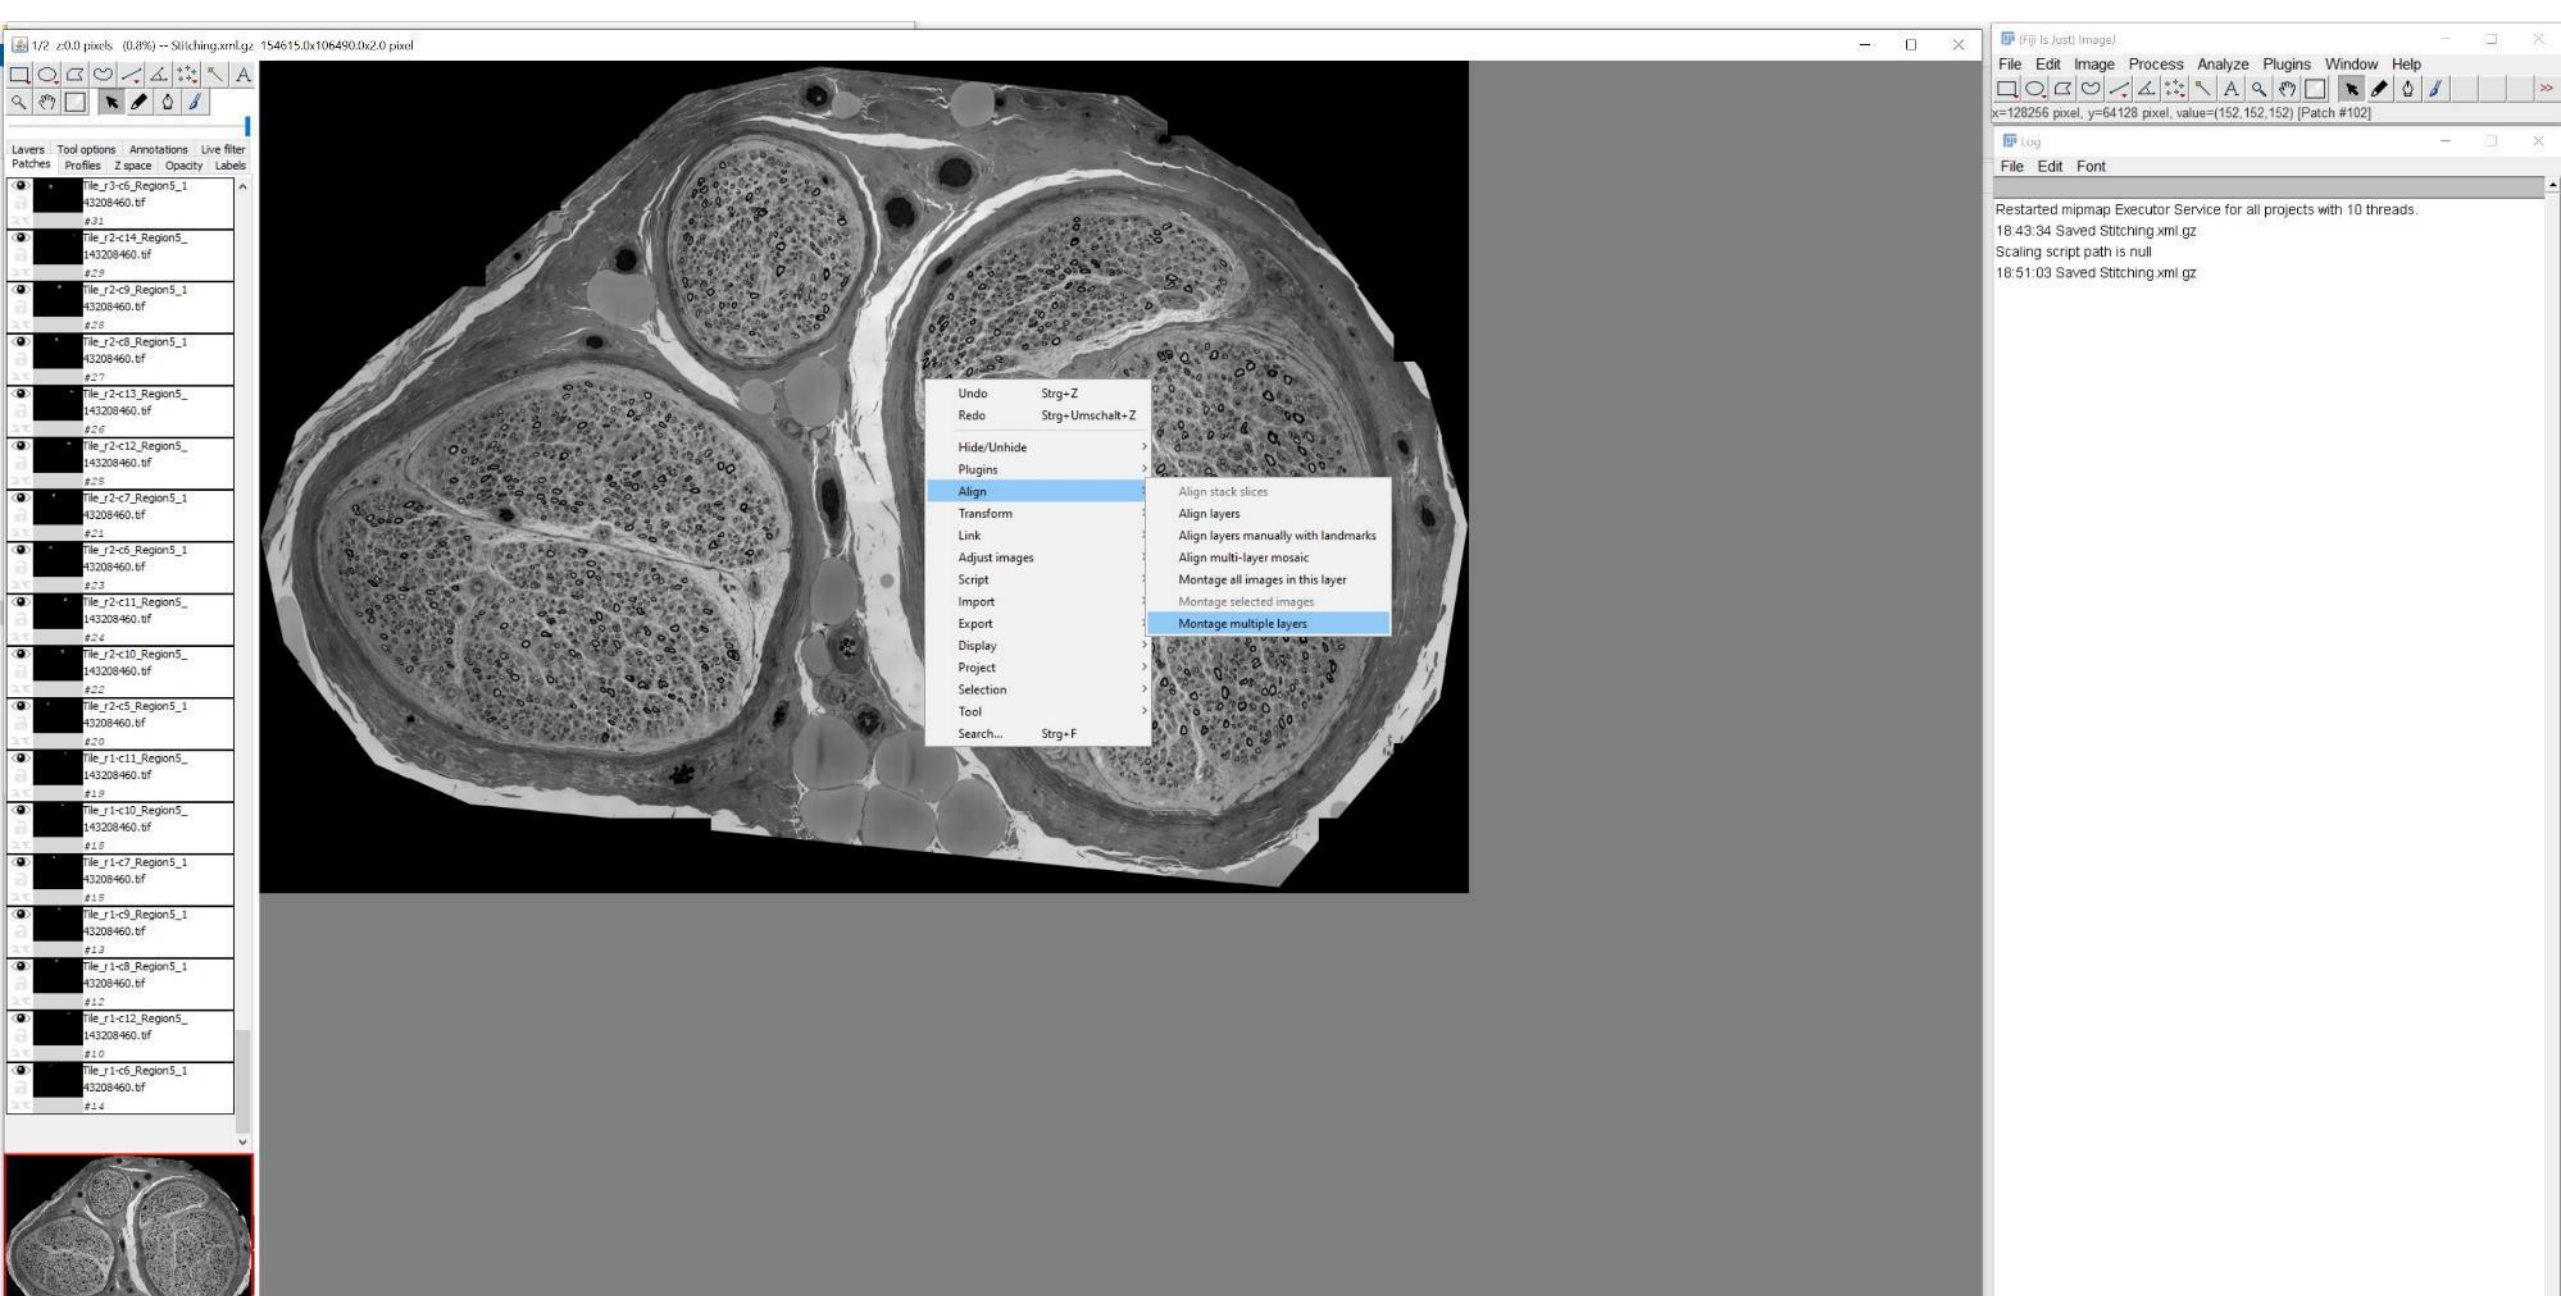 1/2 z:0.0 pixels (0.8%) -- Stitching.xml.gz 154615.0x106490.0x2.0 pixel
A
Layers Tool options Annotations Live filter
Patches Profiles Z space Opacity Labels
Tile_r3-c6_Region5_1
43208460.tif
#31
Tile_r2-c14_Region5_
143208460.tif
#29
Tile_r2-c9_Region5_1
43208460.tif
#28
Tile_r2-c8_Region5_1
43208460.tif
#27
Tile_r2-c13_Region5_
143208460.tif
#26
Tile_r2-c12_Region5_
143208460.tif
#25
Tile_r2-c7_Region5_1
43208460.tif
#21
Tile_r2-c6_Region5_1
43208460.tif
#23
Tile_r2-c11_Region5_
143208460.tif
#24
Tile_r2-c10_Region5_
143208460.tif
#22
Tile_r2-c5_Region5_1
43208460.tif
#20
Tile_r1-c11_Region5_
143208460.tif
#19
Tile_r1-c10_Region5_
143208460.tif
#18
Tile_r1-c7_Region5_1
43208460.tif
#15
Tile_r1-c9_Region5_1
43208460.tif
#13
Tile_r1-c8_Region5_1
43208460.tif
#12
Tile_r1-c12_Region5_
143208460.tif
#10
Tile_r1-c6_Region5_1
43208460.tif
#14
Undo Strg+Z
Redo Strg+Umschalt+Z
Hide/Unhide
Plugins
Align
Transform
Link
Adjust images
Script
Import
Export
Display
Project
Selection
Tool
Search... Strg+F
Align stack slices
Align layers
Align layers manually with landmarks
Align multi-layer mosaic
Montage all images in this layer
Montage selected images
Montage multiple layers
(Fiji Is Just) ImageJ
File Edit Image Process Analyze Plugins Window Help
A >>
x=128256 pixel, y=64128 pixel, value=(152,152,152) [Patch #102]
Log
File Edit Font
Restarted mipmap Executor Service for all projects with 10 threads.
18:43:34 Saved Stitching.xml.gz
Scaling script path is null
18:51:03 Saved Stitching.xml.gz